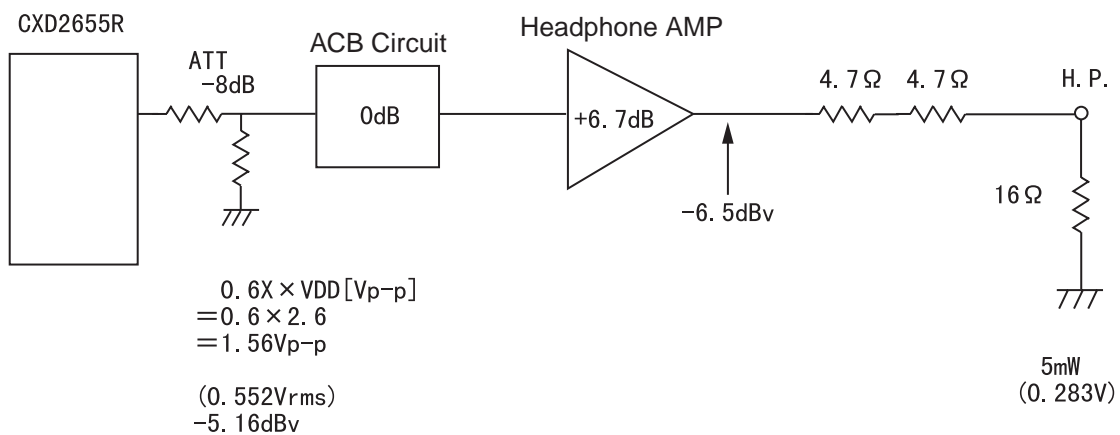 CXD2655R
ATT
-8dB
ACB Circuit
0dB
Headphone AMP
+6.7dB
-6.5dBv
4.7Ω 4.7Ω
H.P.
16Ω
0.6X×VDD[Vp-p]
=0.6×2.6
=1.56Vp-p
(0.552Vrms)
-5.16dBv
5mW
(0.283V)